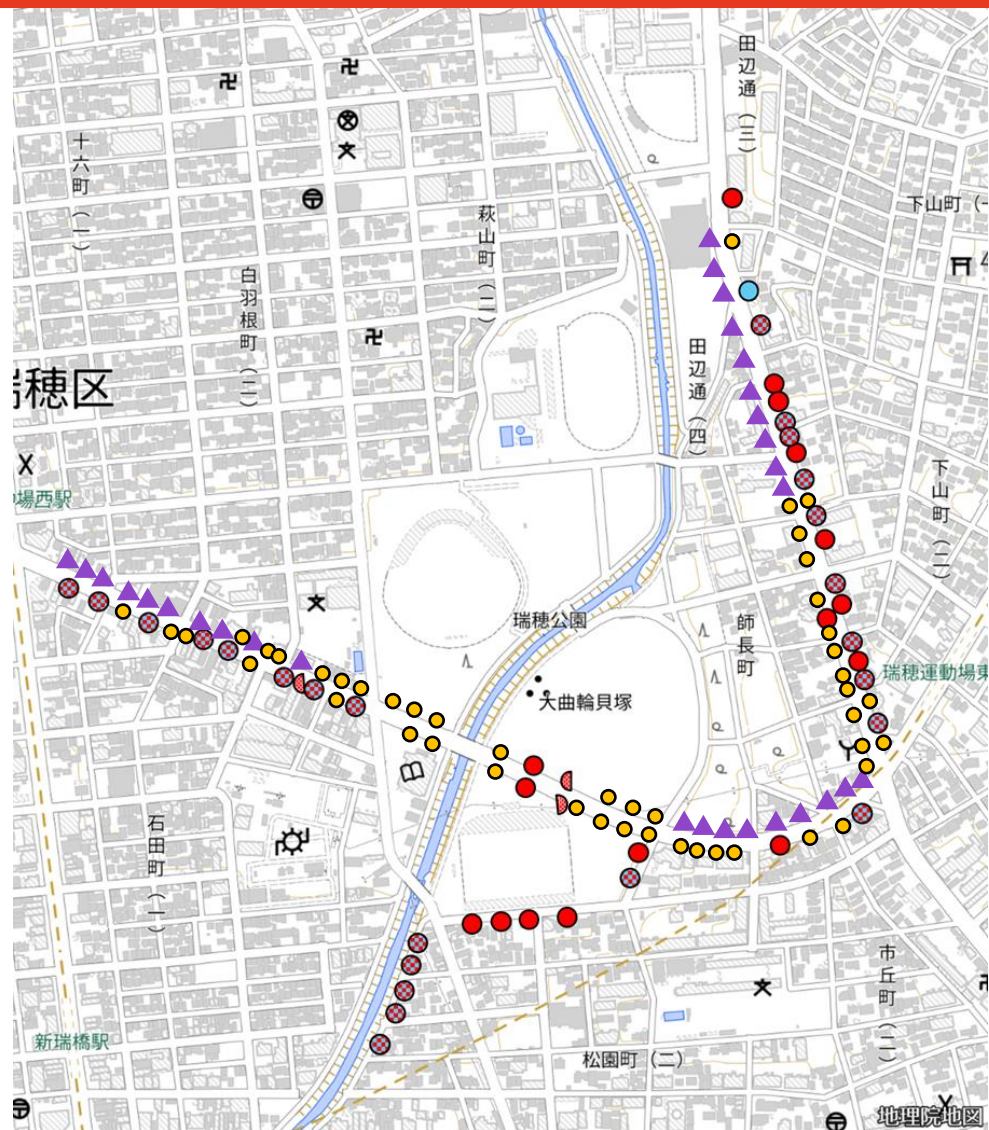 田辺通（三）
十六町（一）
下山町（一
萩山町（二）
白羽根町（二）
田辺通（四）
穂区
下山町（二）
場西駅
瑞穂公園
師長町
瑞穂運動場東
大曲輪貝塚
石田町（一）
市丘町（二）
新瑞橋駅
松園町（二）
地理院地図